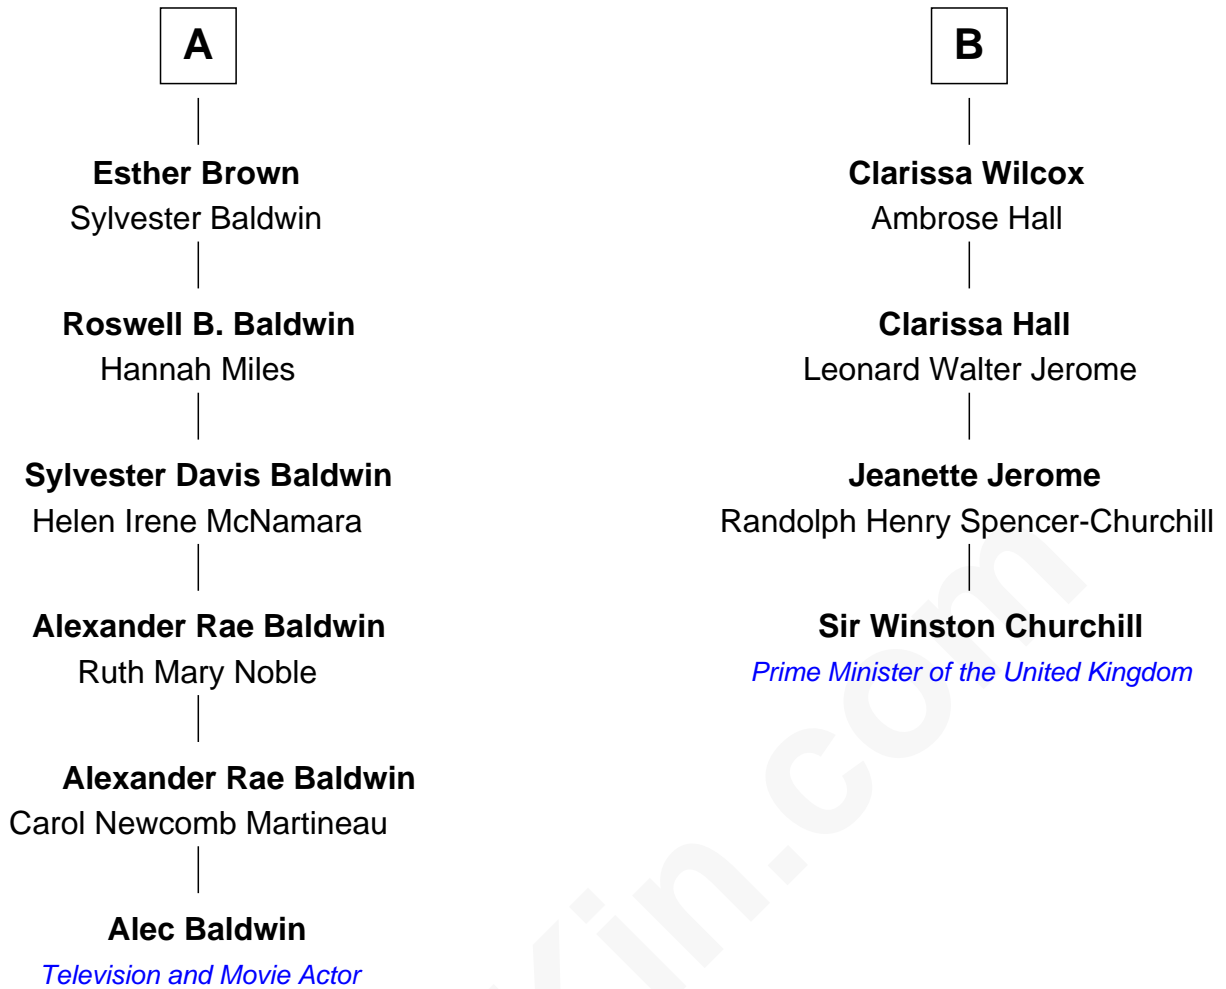 A
Esther Brown
Sylvester Baldwin
Roswell B. Baldwin
Hannah Miles
Sylvester Davis Baldwin
Helen Irene McNamara
Alexander Rae Baldwin
Ruth Mary Noble
Alexander Rae Baldwin
Carol Newcomb Martineau
Alec Baldwin
Television and Movie Actor
B
Clarissa Wilcox
Ambrose Hall
Clarissa Hall
Leonard Walter Jerome
Jeanette Jerome
Randolph Henry Spencer-Churchill
Sir Winston Churchill
Prime Minister of the United Kingdom